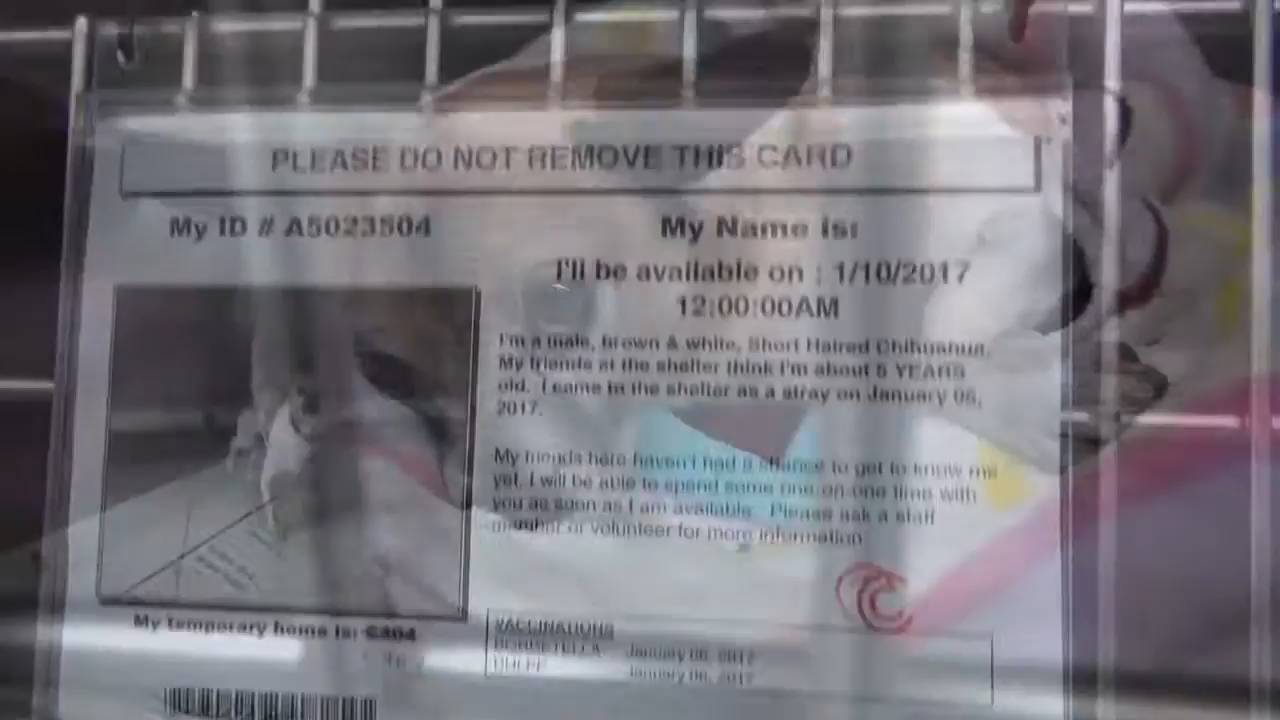 PLEASE DO NOT REMOVE THIS CARD
My ID # A5023504
My Name Is:
I'll be available on : 1/10/2017
12:00:00AM
I'm a male, brown & white, Short Haired Chihuahua.
My friends at the shelter think I'm about 5 YEARS
old. I came to the shelter as a stray on January 06,
2017.
My friends here haven't had a chance to get to know me
yet. I will be able to spend some one-on-one time with
you as soon as I am available. Please ask a staff
member or volunteer for more information
My temporary home is: C304
VACCINATIONS
BORDETELLA January 06, 2017
January 06, 2017